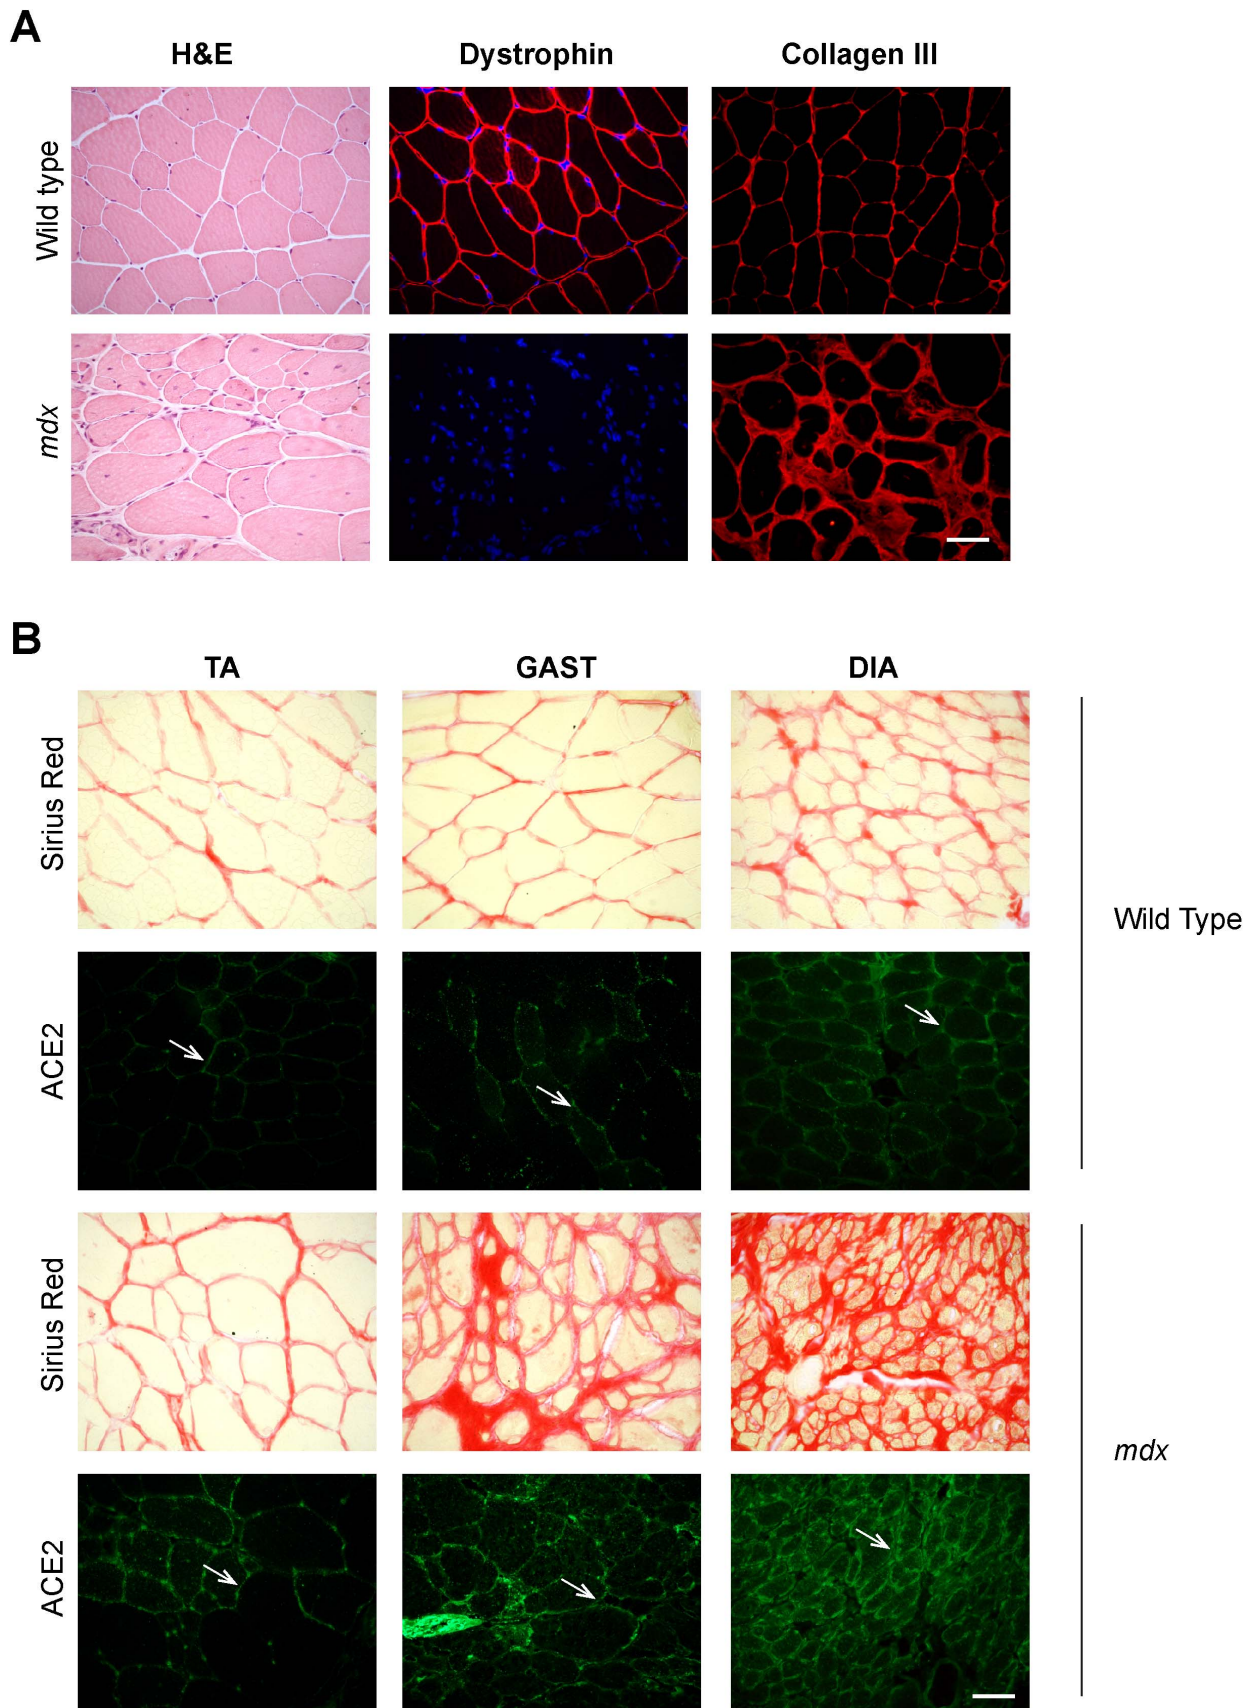 A
H&E Dystrophin Collagen III
Wild type
mdx
B
TA GAST DIA
Sirius Red
ACE2
Wild Type
Sirius Red
ACE2
mdx